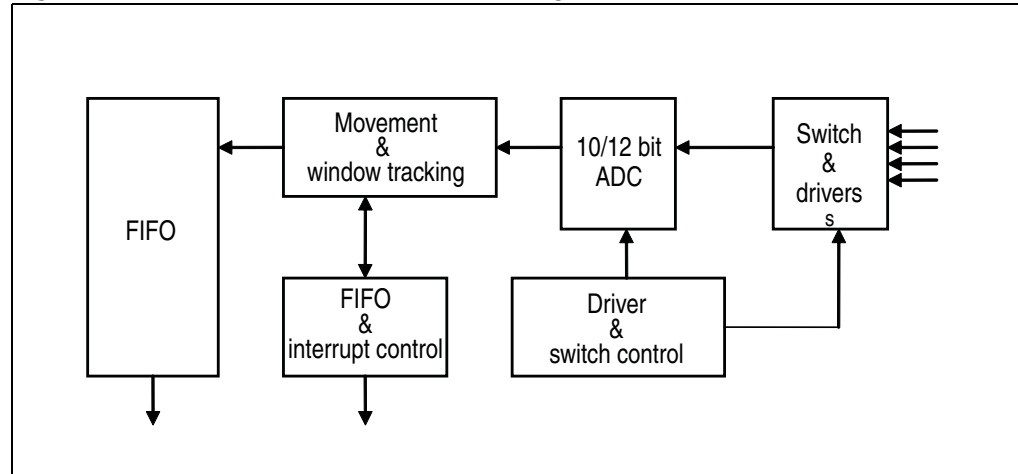 FIFO
Movement
&
window tracking
10/12 bit
ADC
Switch
&
drivers
s
FIFO
&
interrupt control
Driver
&
switch control